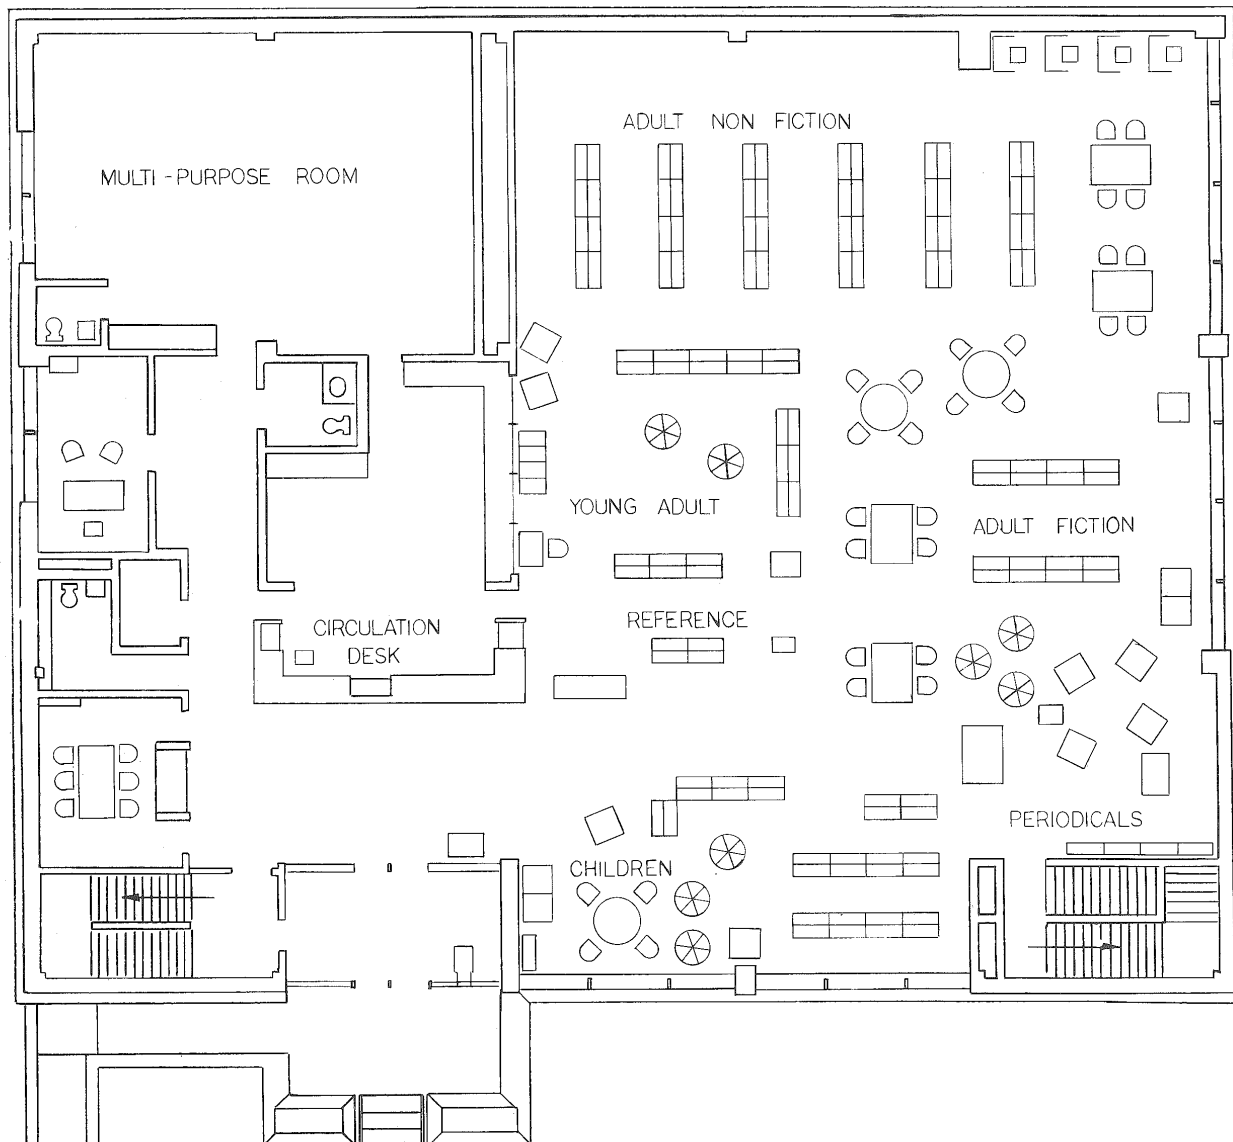 ADULT NON FICTION
MULTI-PURPOSE ROOM
YOUNG ADULT
ADULT FICTION
REFERENCE
CIRCULATION
DESK
PERIODICALS
CHILDREN